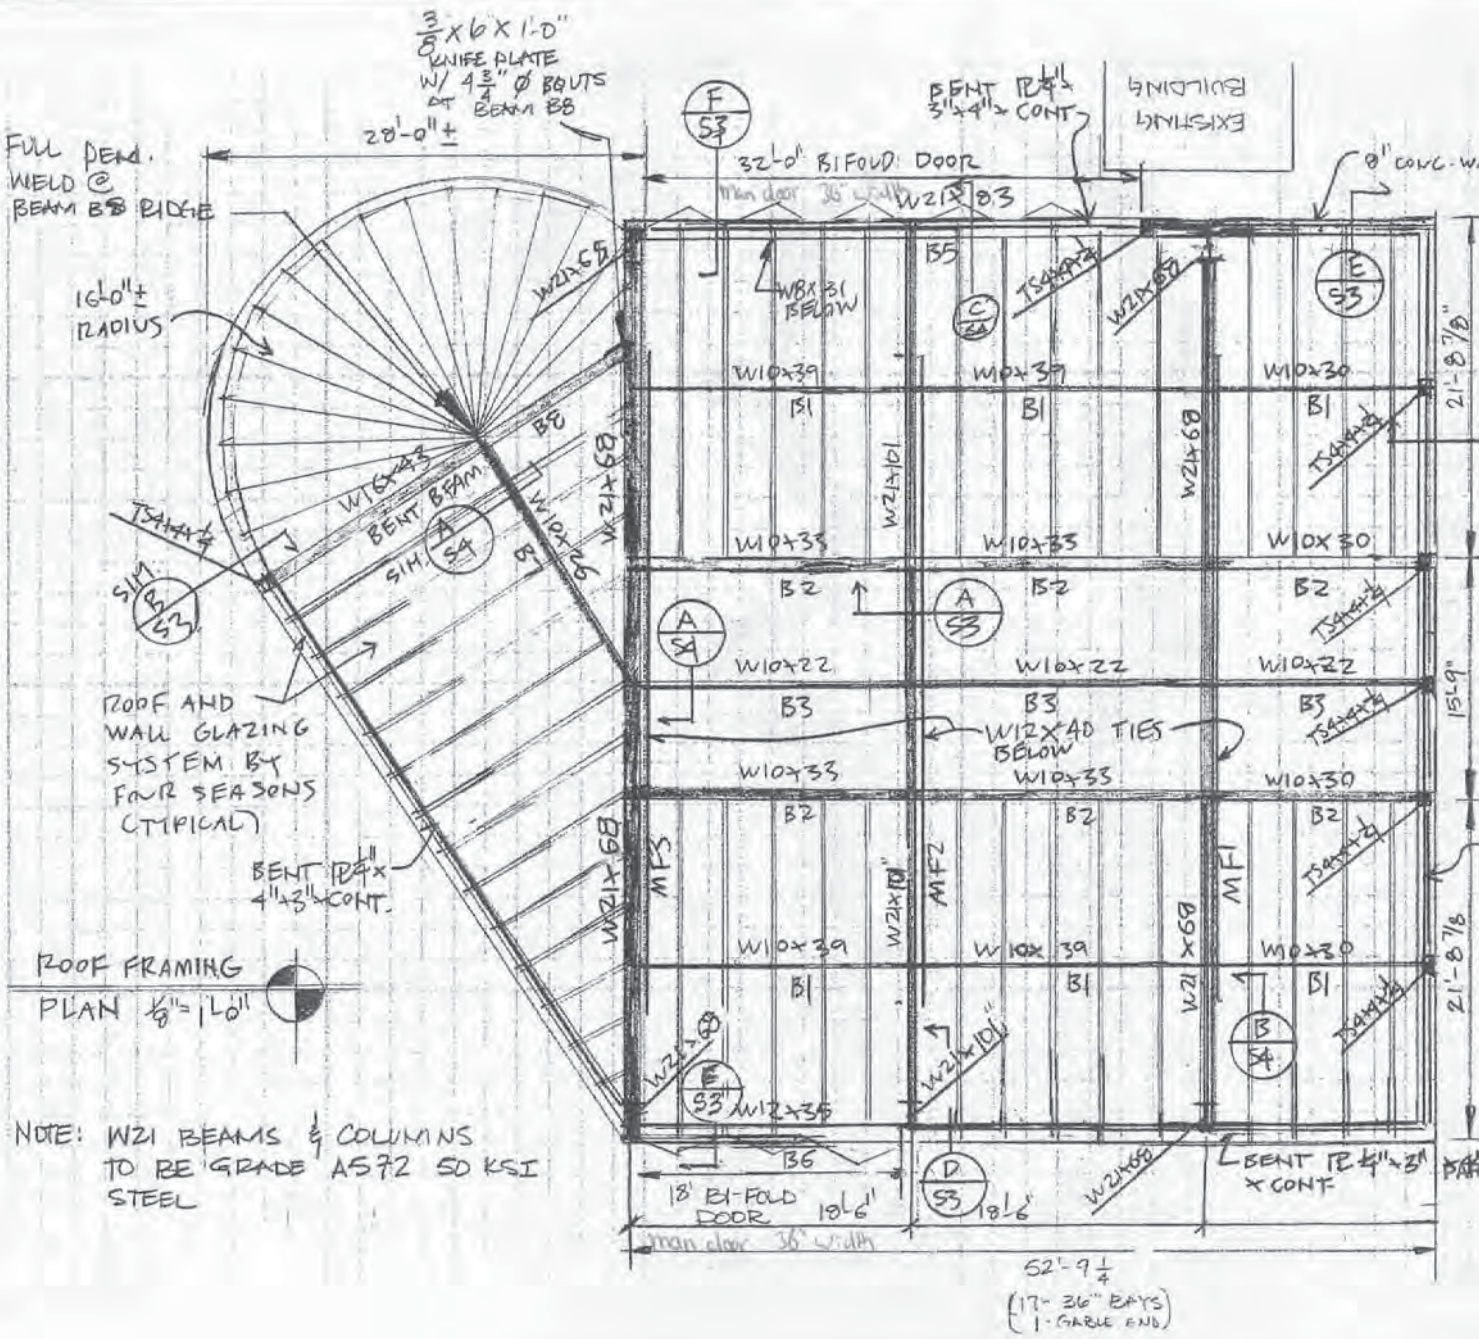 3/8 X 6" X 1'-0"
KNIFE PLATE
W/ 4 3/4" Ø BOLTS
AT BEAM B8
28'-0" ±
FULL PEN.
WELD @
BEAM B8 RIDGE
16'-0" ±
RADIUS
F
S3
BENT PL 1/4" x
3" x 4" x CONT
EXISTING
BUILDING
32'-0" BIFOLD DOOR
man door 36" width
W21X83
B5
W8X31
BELOW
C
S4
TS4x4x1/4
W21x68
E
S3
W21x68
21'-8 7/8"
W10x39
W10x39
W10x30
B1
B1
B1
TS4x4x1/4
B8
W16x43
BENT BEAM
W10x26
B
SIM.
A
S4
W21x68
W21x101
W21x68
TS4x4x1/4
SIM.
B
S3
W10x33
W10x33
W10x30
B2
B2
B2
A
S4
A
S3
TS4x4x1/4
W10x22
W10x22
W10x22
B3
B3
B3
W12X40 TIES
BELOW
TS4x4x1/4
15'-9"
ROOF AND
WALL GLAZING
SYSTEM BY
FOUR SEASONS
(TYPICAL)
W10x33
W10x33
W10x30
B2
B2
B2
W21x68
MF3
MF2
MF1
TS4x4x1/4
BENT PL 1/4" x
4" x 3" x CONT.
W21x101
W21 x68
W10x39
W10x39
W10x30
B1
B1
B1
21'-8 7/8
TS4x4x1/4
ROOF FRAMING
PLAN 1/8" = 1'-0"
W21x68
W21x101
B
S4
E
S3
W12x35
B6
D
S3
W21x68
BENT PL 1/4" x 3"
x CONT
NOTE: W21 BEAMS & COLUMNS
TO BE GRADE A572 50 KSI
STEEL
18' BI-FOLD
DOOR
18'-6"
18'-6"
man door 36" width
52'-9 1/4
(17- 36" BAYS
1-GABLE END)